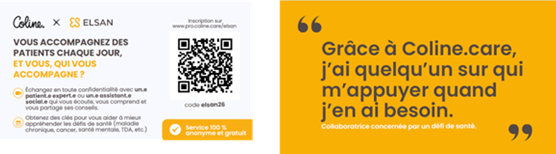 Coline × ELSAN
VOUS ACCOMPAGNEZ DES
PATIENTS CHAQUE JOUR,
ET VOUS, QUI VOUS
ACCOMPAGNE ?
Échangez en toute confidentialité avec un.e
patient.e expert.e ou un.e assistant.e
social.e qui vous écoute, vous comprend et
vous partage ses conseils.
Obtenez des clés pour vous aider à mieux
appréhender les défis de santé (maladie
chronique, cancer, santé mentale, TDA, etc.)
Inscription sur
www.pro.coline.care/elsan
code elsan26
Service 100 %
anonyme et gratuit
“
Grâce à Coline.care,
j’ai quelqu’un sur qui
m’appuyer quand
j’en ai besoin.
Collaboratrice concernée par un défi de santé.
”